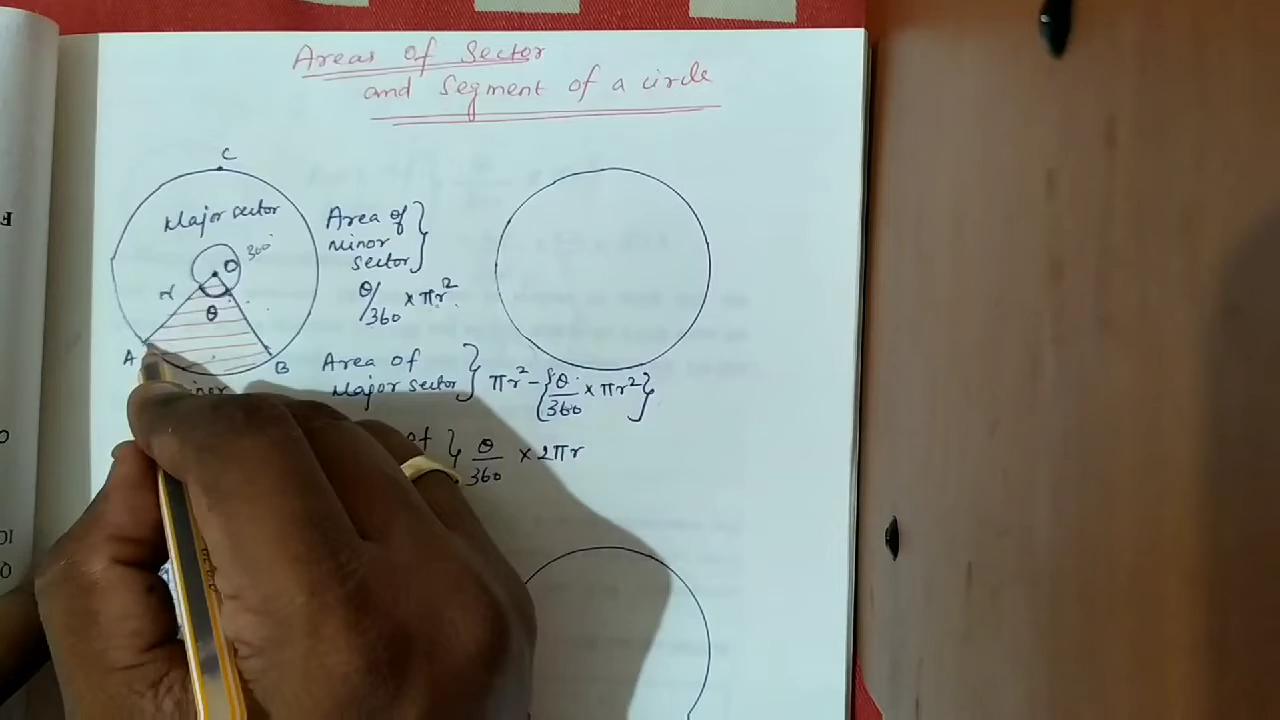 Areas of Sector
and Segment of a circle
C
Major sector
360°
O
r
θ
A
B
Area of
minor
sector }
θ/360 × πr²
Area of
Major sector } πr² - {θ/360 × πr²}
of } θ/360 × 2πr